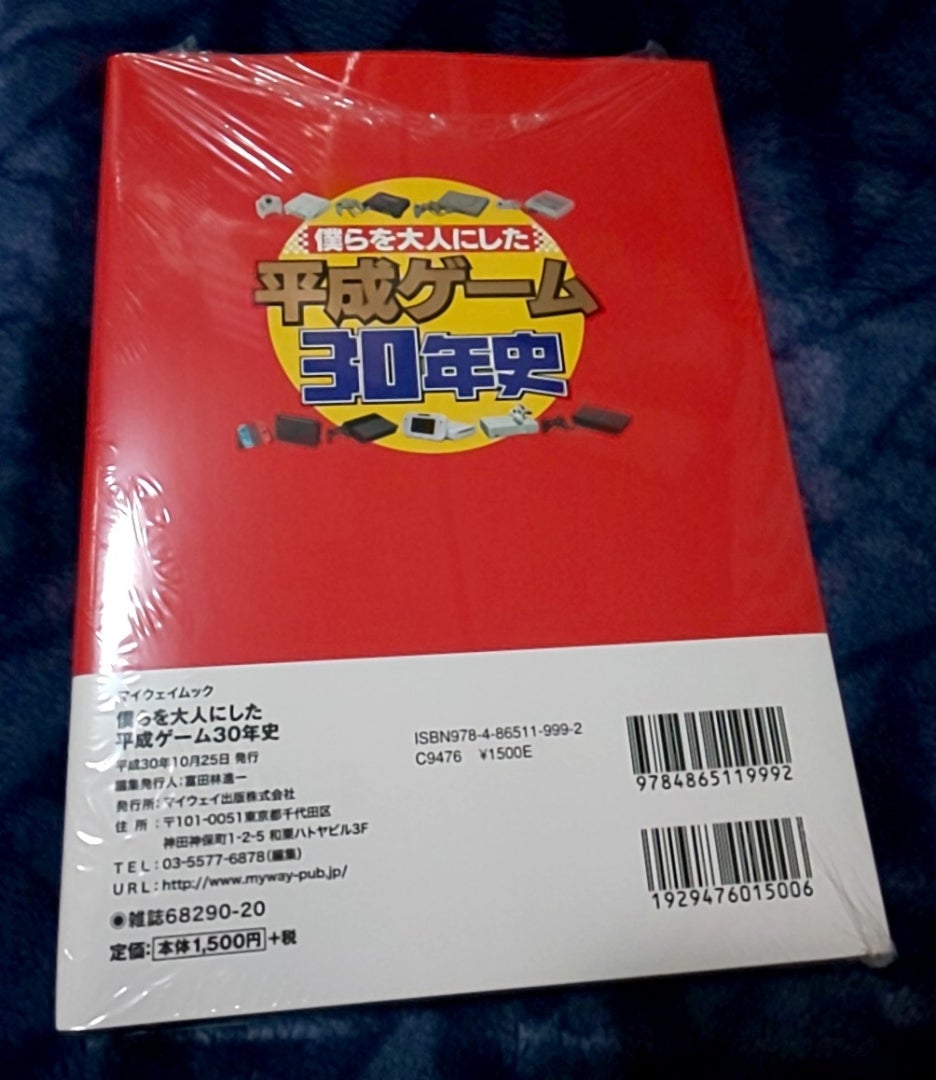 僕らを大人にした
平成ゲーム
30年史
マイウェイムック
僕らを大人にした
平成ゲーム30年史
平成30年10月25日 発行
編集発行人:富田林進一
発行所:マイウェイ出版株式会社
住 所 :〒101-0051東京都千代田区
神田神保町1-2-5 和栗ハトヤビル3F
TEL:03-5577-6878(編集)
URL:http://www.myway-pub.jp/
◉雑誌68290-20
定価:本体1,500円+税
ISBN978-4-86511-999-2
C9476 ¥1500E
9784865119992
1929476015006